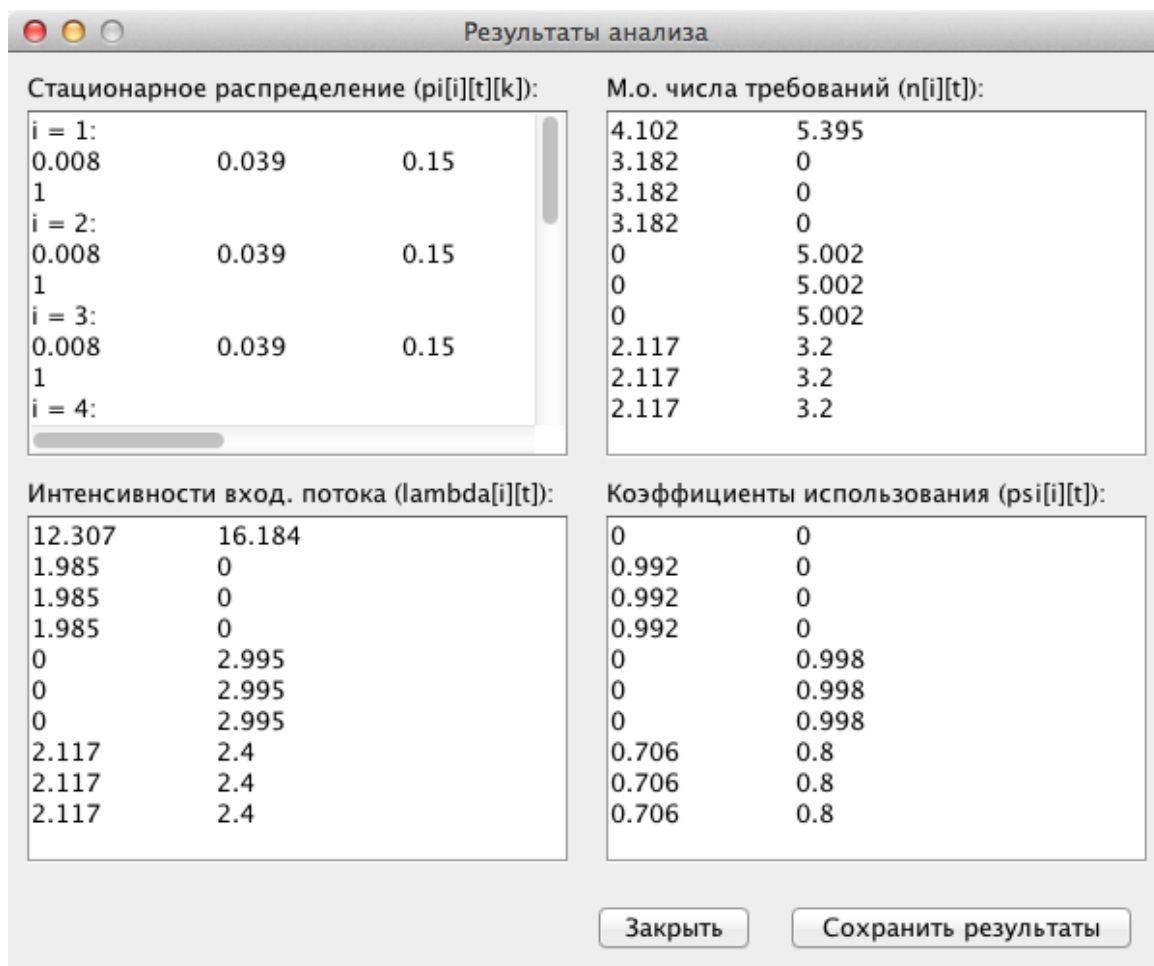 Результаты анализа
Стационарное распределение (pi[i][t][k]):
i = 1:
0.008 0.039 0.15
1
i = 2:
0.008 0.039 0.15
1
i = 3:
0.008 0.039 0.15
1
i = 4:
М.о. числа требований (n[i][t]):
4.102 5.395
3.182 0
3.182 0
3.182 0
0 5.002
0 5.002
0 5.002
2.117 3.2
2.117 3.2
2.117 3.2
Интенсивности вход. потока (lambda[i][t]):
12.307 16.184
1.985 0
1.985 0
1.985 0
0 2.995
0 2.995
0 2.995
2.117 2.4
2.117 2.4
2.117 2.4
Коэффициенты использования (psi[i][t]):
0 0
0.992 0
0.992 0
0.992 0
0 0.998
0 0.998
0 0.998
0.706 0.8
0.706 0.8
0.706 0.8
Закрыть
Сохранить результаты